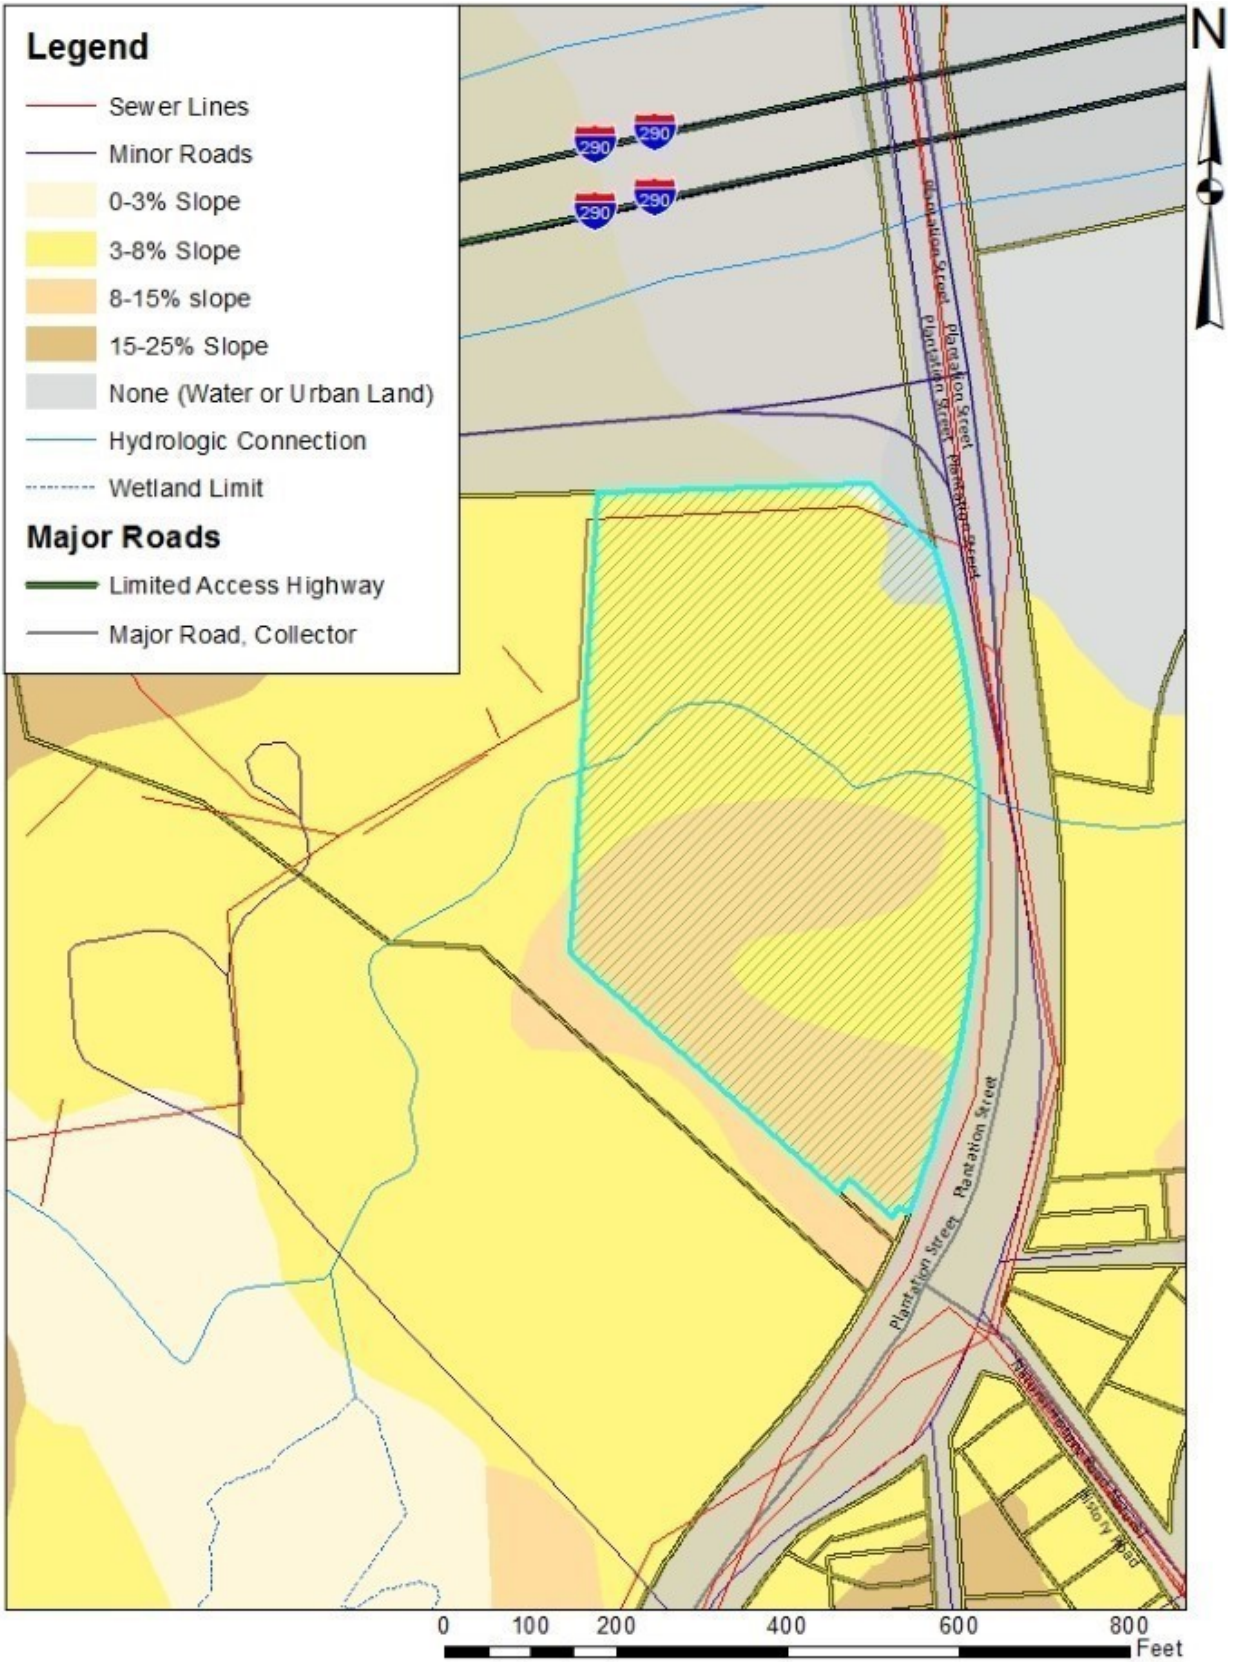 Legend
Sewer Lines
Minor Roads
0-3% Slope
3-8% Slope
8-15% slope
15-25% Slope
None (Water or Urban Land)
Hydrologic Connection
Wetland Limit
Major Roads
Limited Access Highway
Major Road, Collector
N
290
290
290
290
Plantation Street
Plantation Street
Plantation Street
Plantation Street
Plantation Street
Plantation Street
History Road
0 100 200 400 600 800
Feet